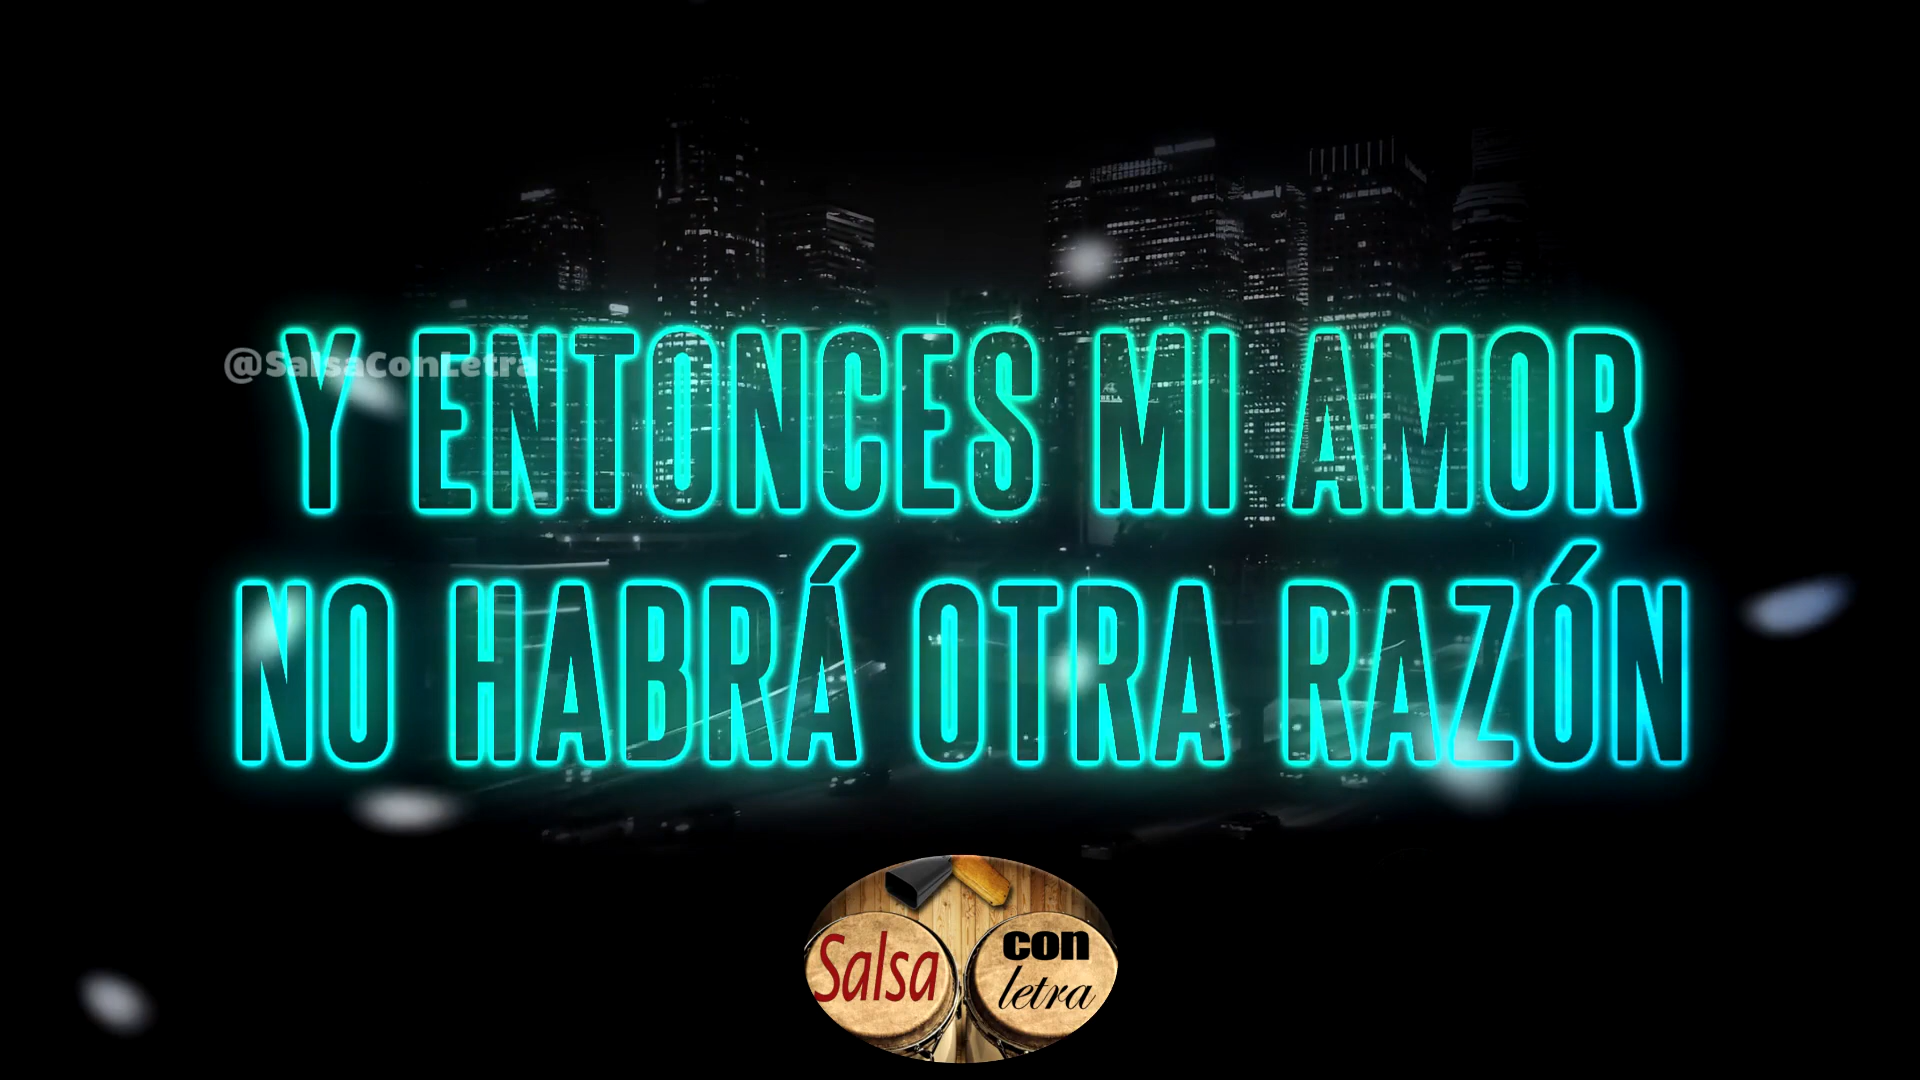 @SalsaConLetra
Y ENTONCES MI AMOR
NO HABRÁ OTRA RAZÓN
Salsa
con
letra